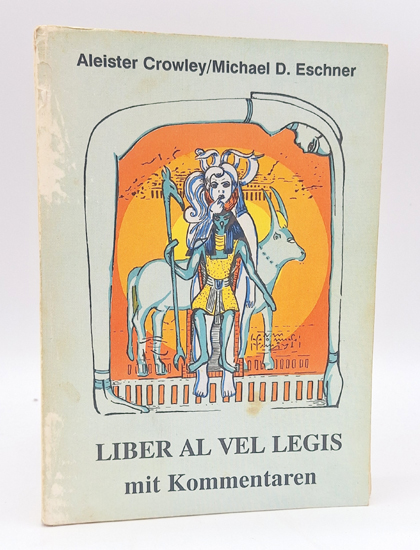 Aleister Crowley/Michael D. Eschner
LIBER AL VEL LEGIS
mit Kommentaren